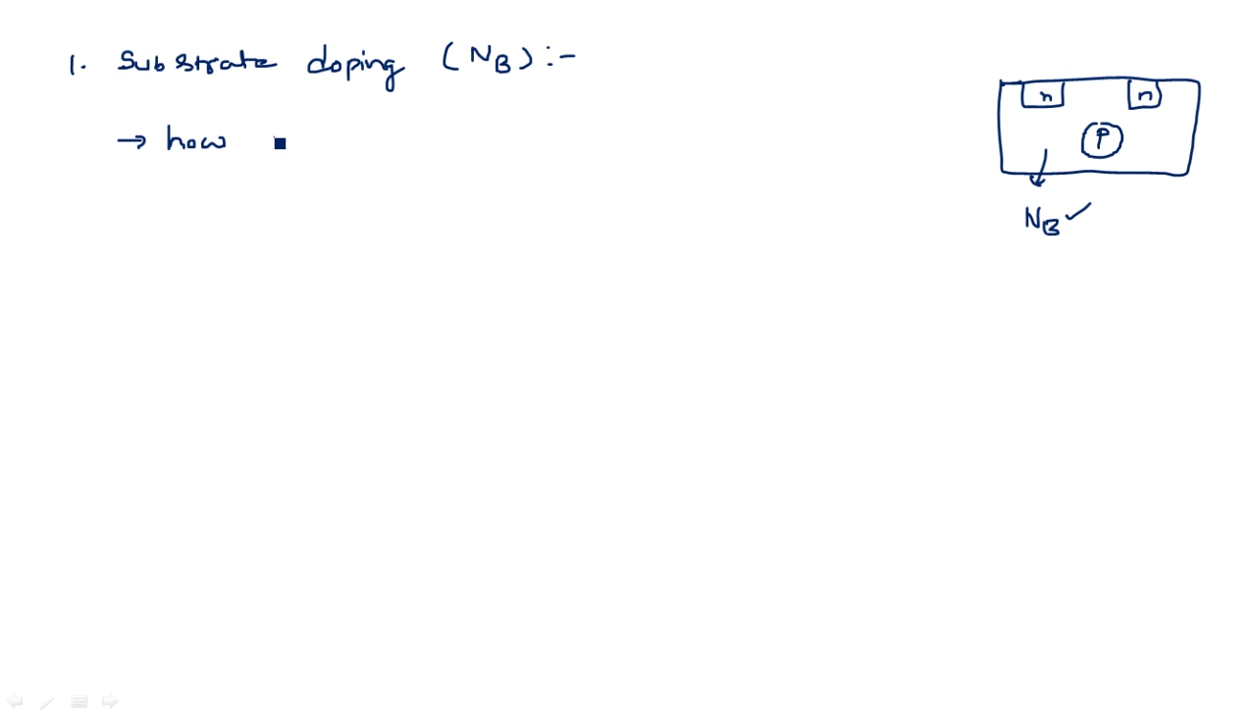 1. Substrate doping (NB) :-
→ how
n n
P
NB ✓